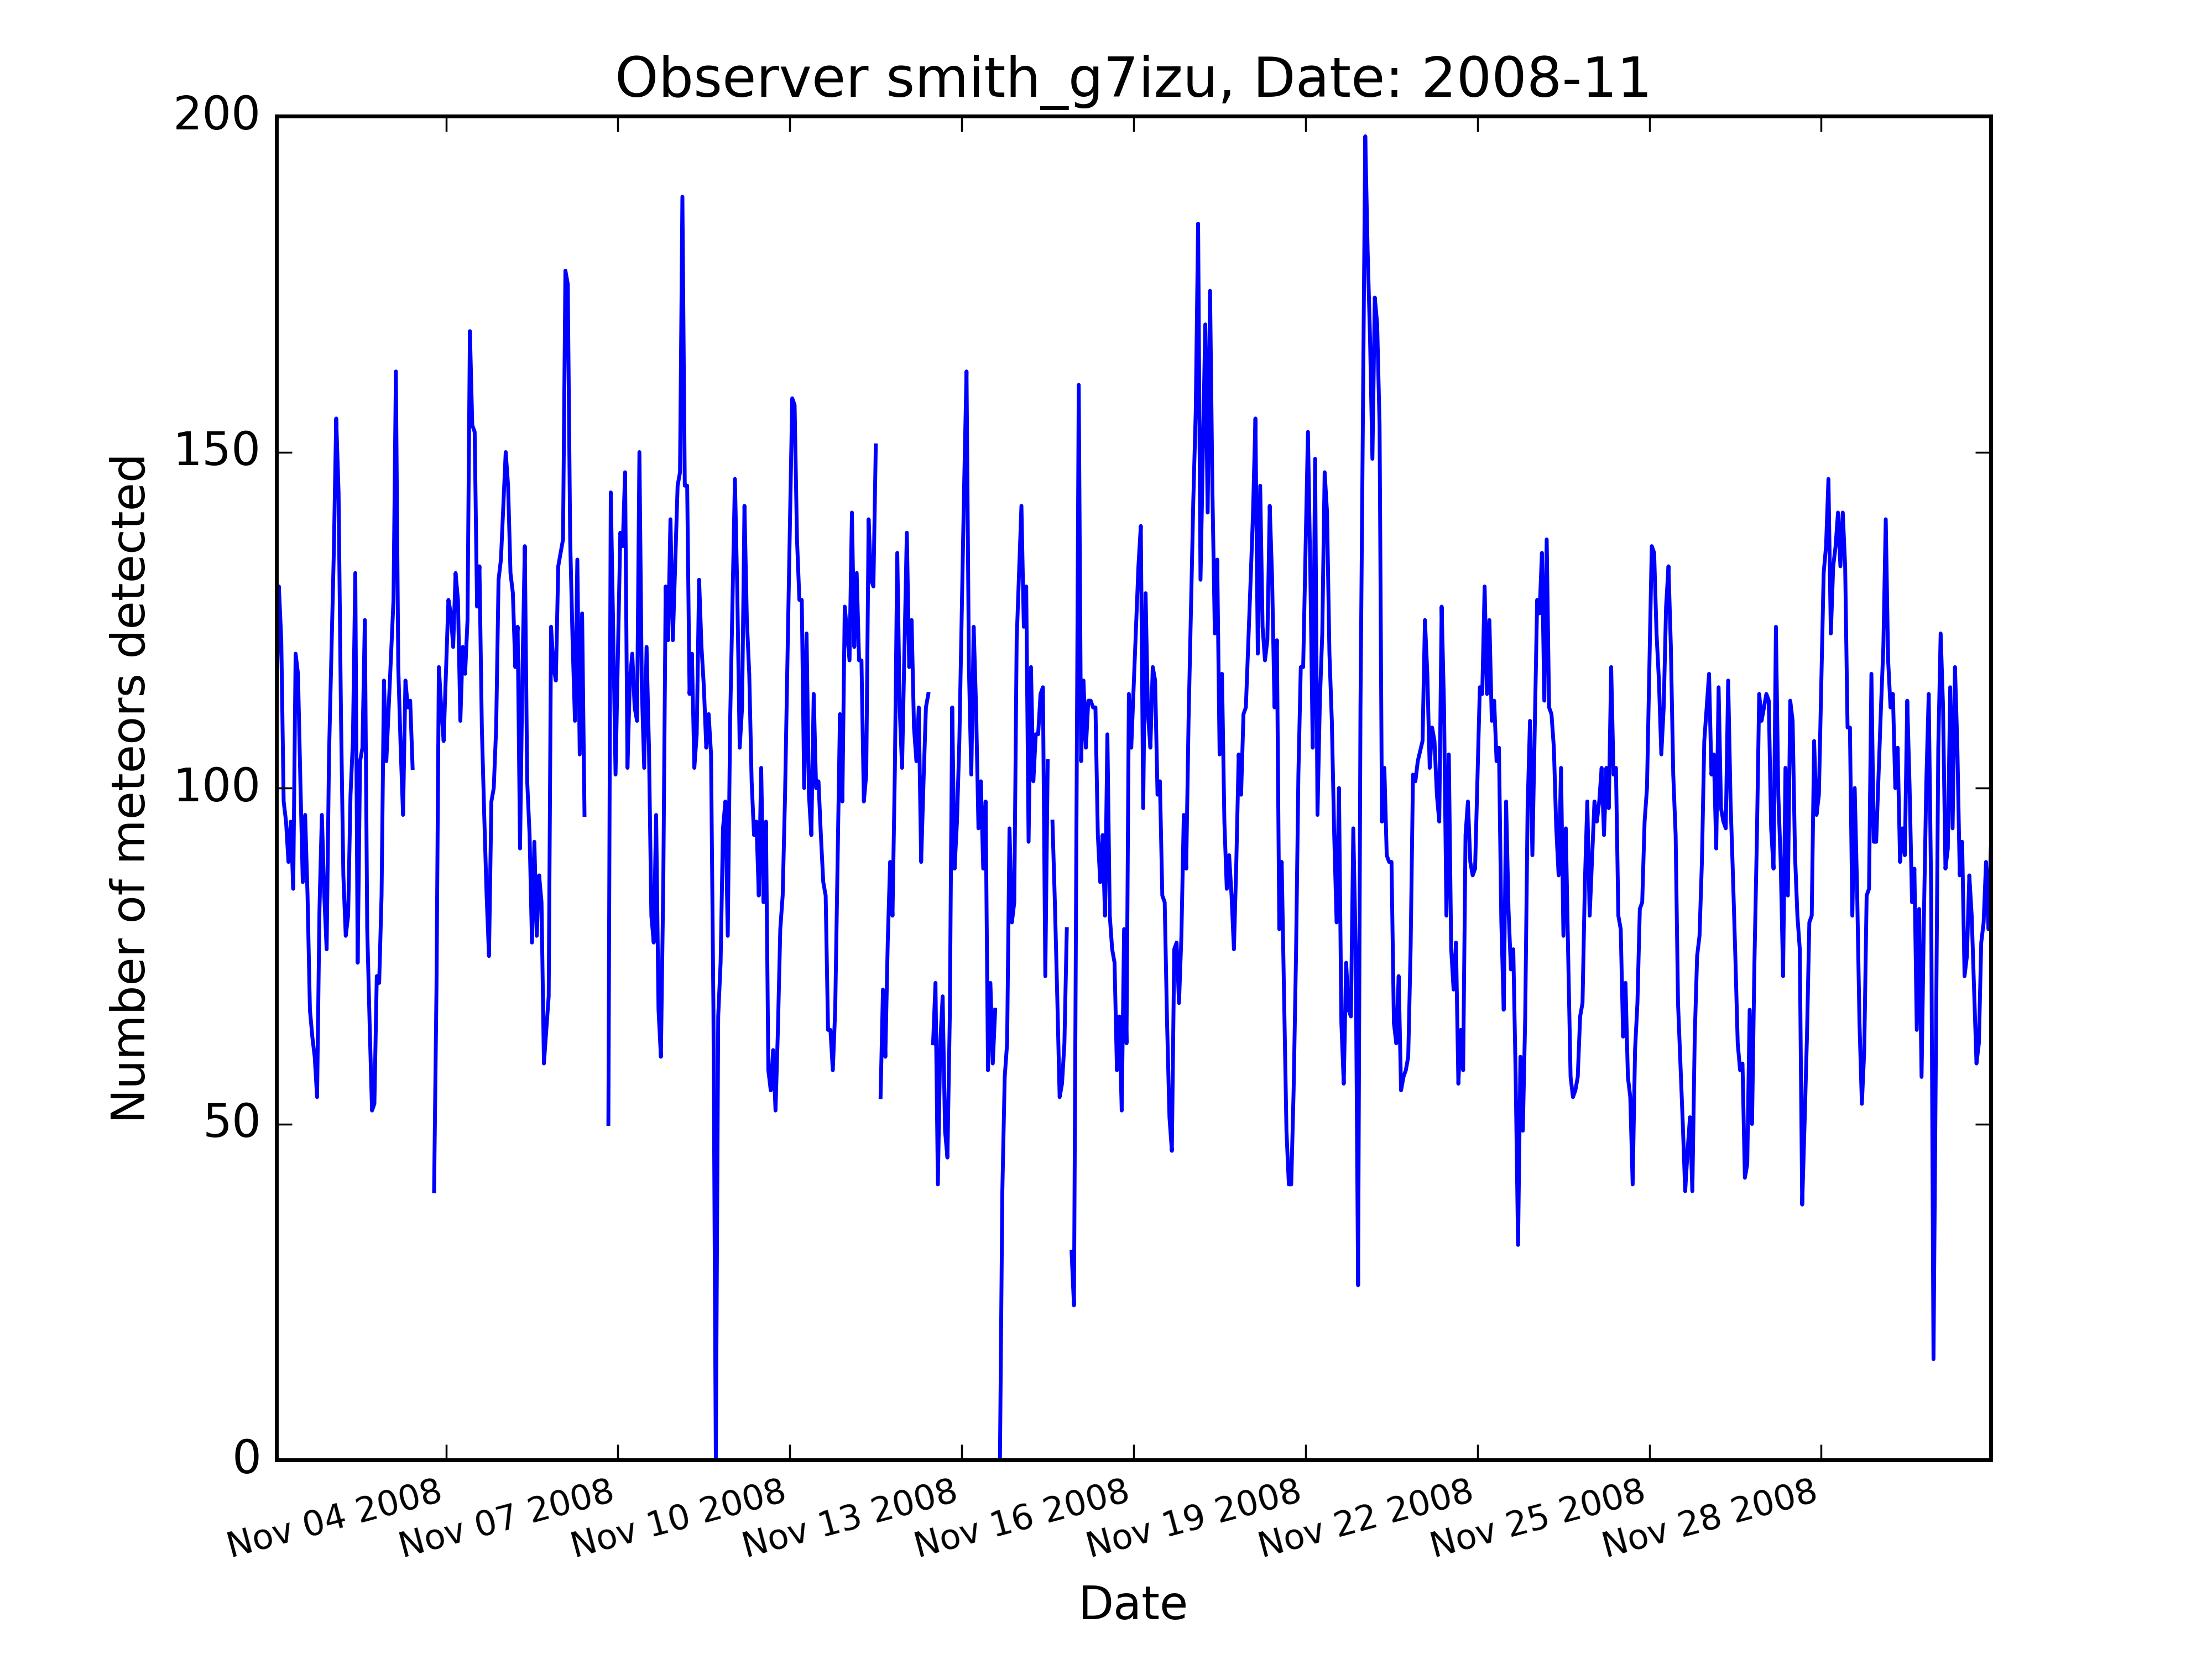 Observer smith_g7izu, Date: 2008-11
Number of meteors detected
200
150
100
50
0
Nov 04 2008
Nov 07 2008
Nov 10 2008
Nov 13 2008
Nov 16 2008
Nov 19 2008
Nov 22 2008
Nov 25 2008
Nov 28 2008
Date